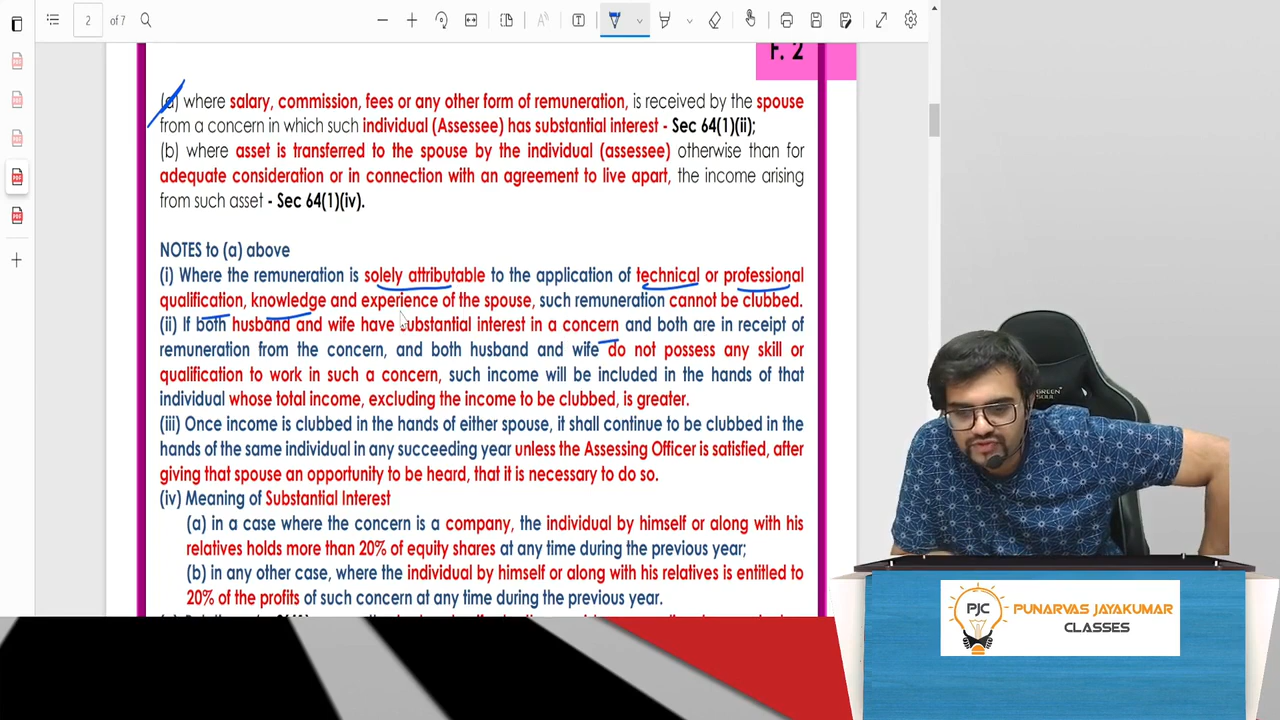 2 of 7
F. 2
(a) where salary, commission, fees or any other form of remuneration, is received by the spouse
from a concern in which such individual (Assessee) has substantial interest - Sec 64(1)(ii);
(b) where asset is transferred to the spouse by the individual (assessee) otherwise than for
adequate consideration or in connection with an agreement to live apart, the income arising
from such asset - Sec 64(1)(iv).
NOTES to (a) above
(i) Where the remuneration is solely attributable to the application of technical or professional
qualification, knowledge and experience of the spouse, such remuneration cannot be clubbed.
(ii) If both husband and wife have substantial interest in a concern and both are in receipt of
remuneration from the concern, and both husband and wife do not possess any skill or
qualification to work in such a concern, such income will be included in the hands of that
individual whose total income, excluding the income to be clubbed, is greater.
(iii) Once income is clubbed in the hands of either spouse, it shall continue to be clubbed in the
hands of the same individual in any succeeding year unless the Assessing Officer is satisfied, after
giving that spouse an opportunity to be heard, that it is necessary to do so.
(iv) Meaning of Substantial Interest
(a) in a case where the concern is a company, the individual by himself or along with his
relatives holds more than 20% of equity shares at any time during the previous year;
(b) in any other case, where the individual by himself or along with his relatives is entitled to
20% of the profits of such concern at any time during the previous year.
GREEN
SOUL
PJC
PUNARVAS JAYAKUMAR
CLASSES